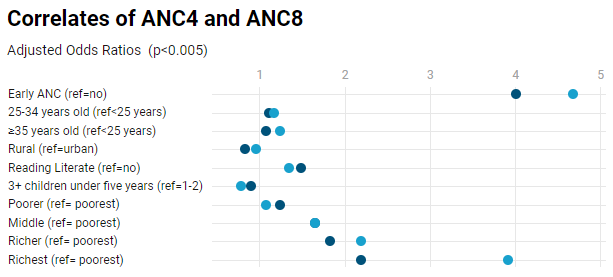 Correlates of ANC4 and ANC8
Adjusted Odds Ratios (p<0.005)
1 2 3 4 5
Early ANC (ref=no)
25-34 years old (ref<25 years)
≥35 years old (ref<25 years)
Rural (ref=urban)
Reading Literate (ref=no)
3+ children under five years (ref=1-2)
Poorer (ref= poorest)
Middle (ref= poorest)
Richer (ref= poorest)
Richest (ref= poorest)